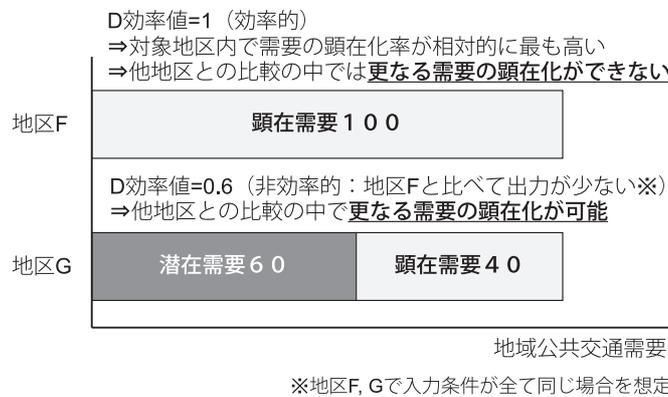 D効率値=1（効率的）
⇒対象地区内で需要の顕在化率が相対的に最も高い
⇒他地区との比較の中では更なる需要の顕在化ができない
地区F
顕在需要１００
D効率値=0.6（非効率的：地区Fと比べて出力が少ない※）
⇒他地区との比較の中で更なる需要の顕在化が可能
地区G
潜在需要６０
顕在需要４０
地域公共交通需要
※地区F, Gで入力条件が全て同じ場合を想定